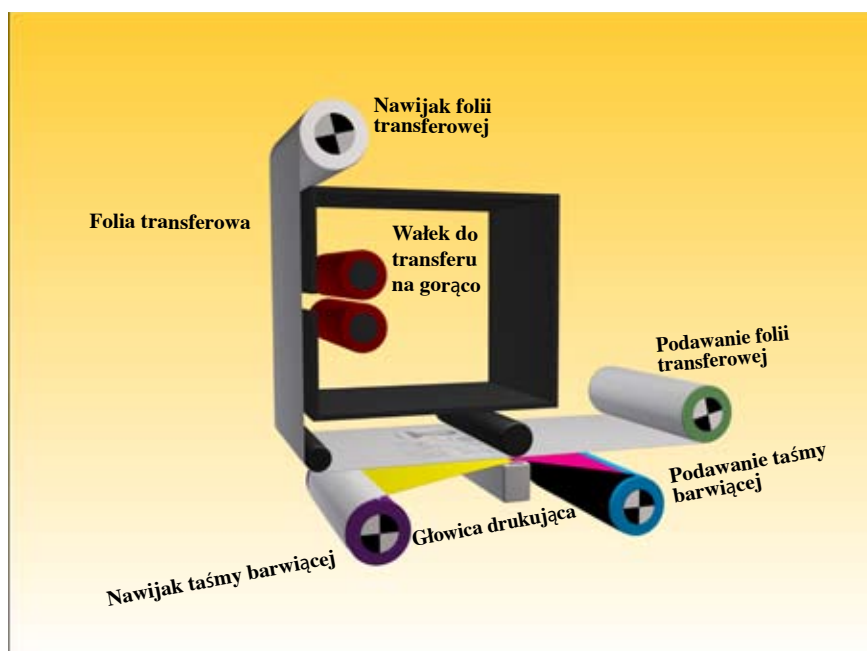 Nawijak folii
transferowej
Folia transferowa
Wałek do
transferu
na gorąco
Podawanie folii
transferowej
Podawanie taśmy
barwiącej
Głowica drukująca
Nawijak taśmy barwiącej